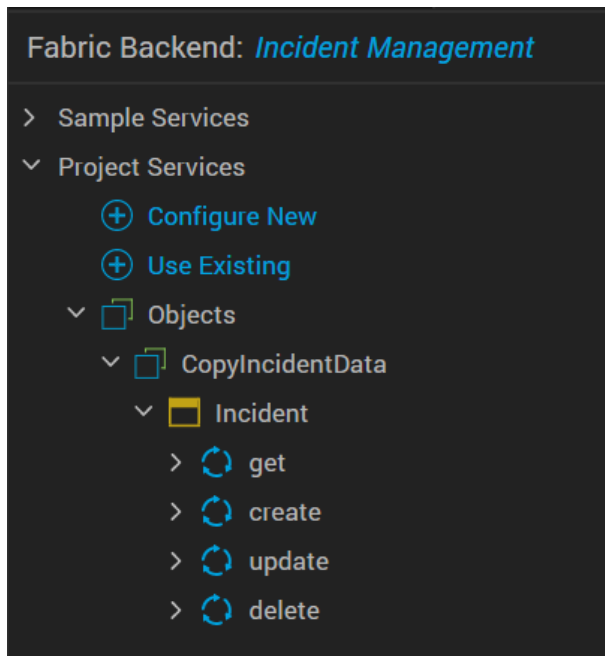 Fabric Backend: Incident Management
Sample Services
Project Services
Configure New
Use Existing
Objects
CopyIncidentData
Incident
get
create
update
delete